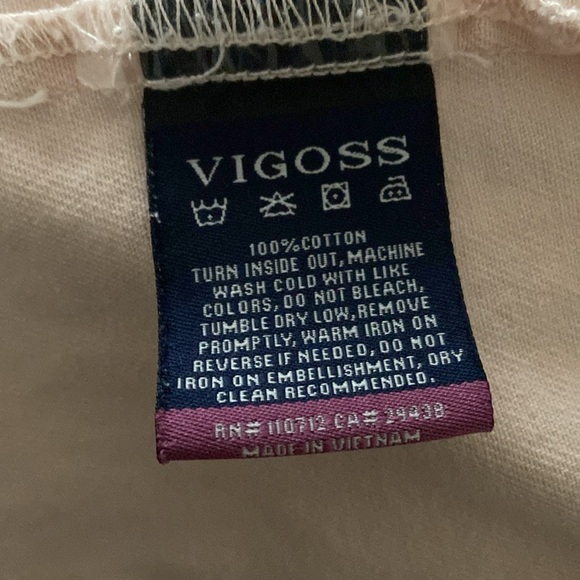 VIGOSS
100%COTTON
TURN INSIDE OUT,MACHINE
WASH COLD WITH LIKE
COLORS, DO NOT BLEACH,
TUMBLE DRY LOW,REMOVE
PROMPTLY, WARM IRON ON
REVERSE IF NEEDED, DO NOT
IRON ON EMBELLISHMENT, DRY
CLEAN RECOMMENDED.
RN# 110712 CA# 29438
MADE IN VIETNAM